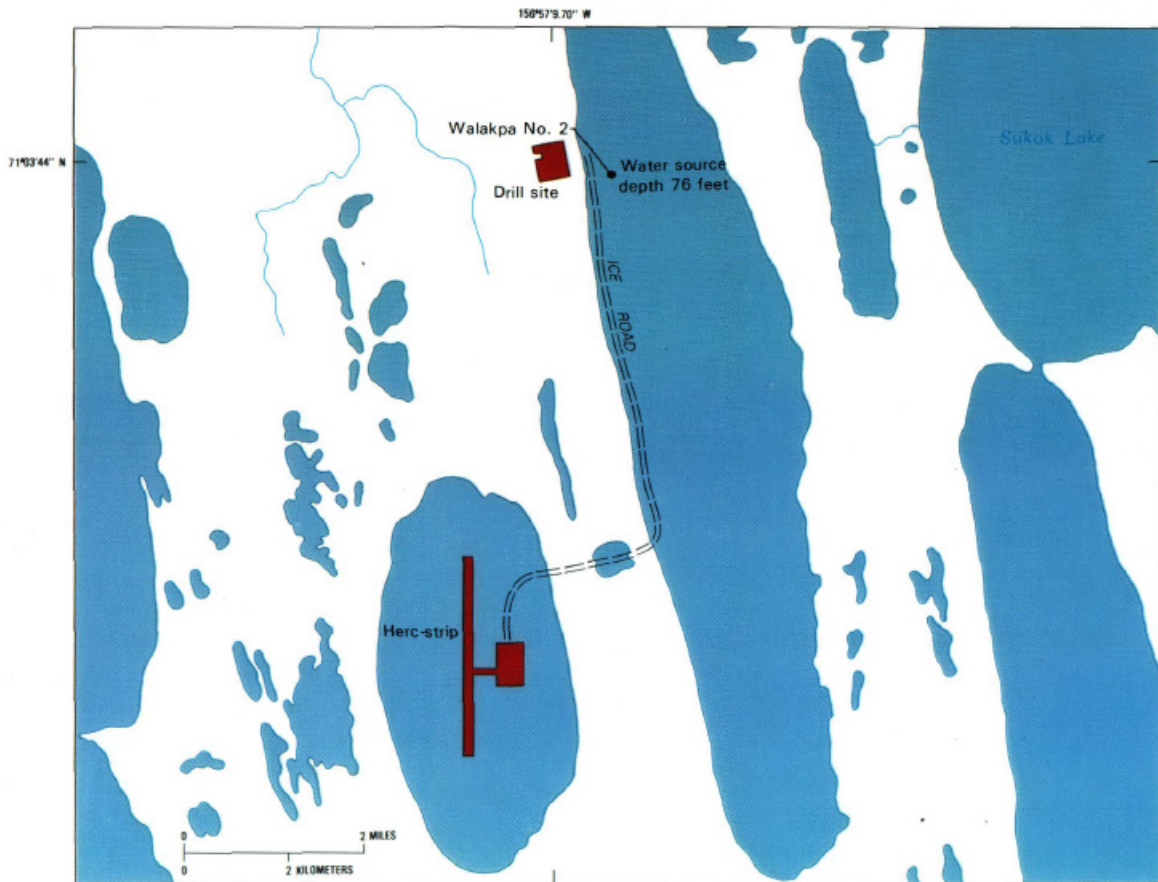 156°57'9.70" W
71°03'44" N
Walakpa No. 2
Sukok Lake
Water source
depth 76 feet
Drill site
ICE ROAD
Herc-strip
0 2 MILES
0 2 KILOMETERS